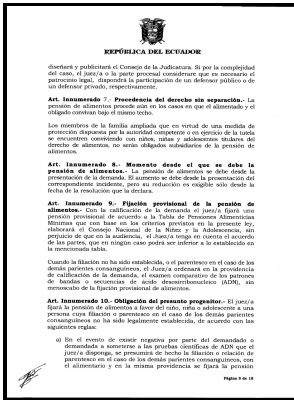 REPÚBLICA DEL ECUADOR
diseñará y publicitará el Consejo de la Judicatura. Si por la complejidad
del caso, el juez/a o la parte procesal considerare que es necesario el
patrocinio legal, dispondrá la participación de un defensor público o de
un defensor privado, respectivamente.
Art. Innumerado 7.- Procedencia del derecho sin separación.- La
pensión de alimentos procede aún en los casos en que el alimentado y el
obligado convivan bajo el mismo techo.
Los miembros de familia ampliada que en virtud de una medida de
protección dispuesta por la autoridad competente o en ejercicio de la tutela
se encuentren conviviendo con niños, niñas y adolescentes titulares del
derecho de alimentos, no serán obligados subsidiarios de la pensión de
alimentos.
Art. Innumerado 8.- Momento desde el que se debe la
pensión de alimentos.- La pensión de alimentos se debe desde la
presentación de la demanda. El aumento se debe desde la presentación del
correspondiente incidente, pero su reducción es exigible sólo desde la
fecha de la resolución que la declara.
Art. Innumerado 9.- Fijación provisional de la pensión de
alimentos.- Con la calificación de la demanda el juez/a fijará una
pensión provisional de acuerdo a la Tabla de Pensiones Alimenticias
Mínimas que con base en los criterios previstos en la presente ley,
elaborará el Consejo Nacional de la Niñez y la Adolescencia, sin
perjuicio de que en la audiencia, el Juez/a tenga en cuenta el acuerdo
de las partes, que en ningún caso podrá ser inferior a lo establecido en
la mencionada tabla.
Cuando la filiación no ha sido establecida, o el parentesco en el caso de los
demás parientes consanguíneos, el Juez/a ordenará en la providencia
de calificación de la demanda, el examen comparativo de los patrones
de bandas o secuencias de ácido desoxirribonucleico (ADN), sin
menoscabo de la fijación provisional de alimentos.
Art. Innumerado 10.- Obligación del presunto progenitor.- El juez/a
fijará la pensión de alimentos a favor del niño, niña o adolescente a una
persona cuya filiación o parentesco en el caso de los demás parientes
consanguíneos no ha sido legalmente establecida, de acuerdo con las
siguientes reglas:
a) En el evento de existir negativa por parte del demandado o
demandada a someterse a las pruebas científicas de ADN que el
juez/a disponga, se presumirá de hecho la filiación o relación de
parentesco en el caso de los demás parientes consanguíneos, con
el alimentario y en la misma providencia se fijará la pensión
Página 5 de 16